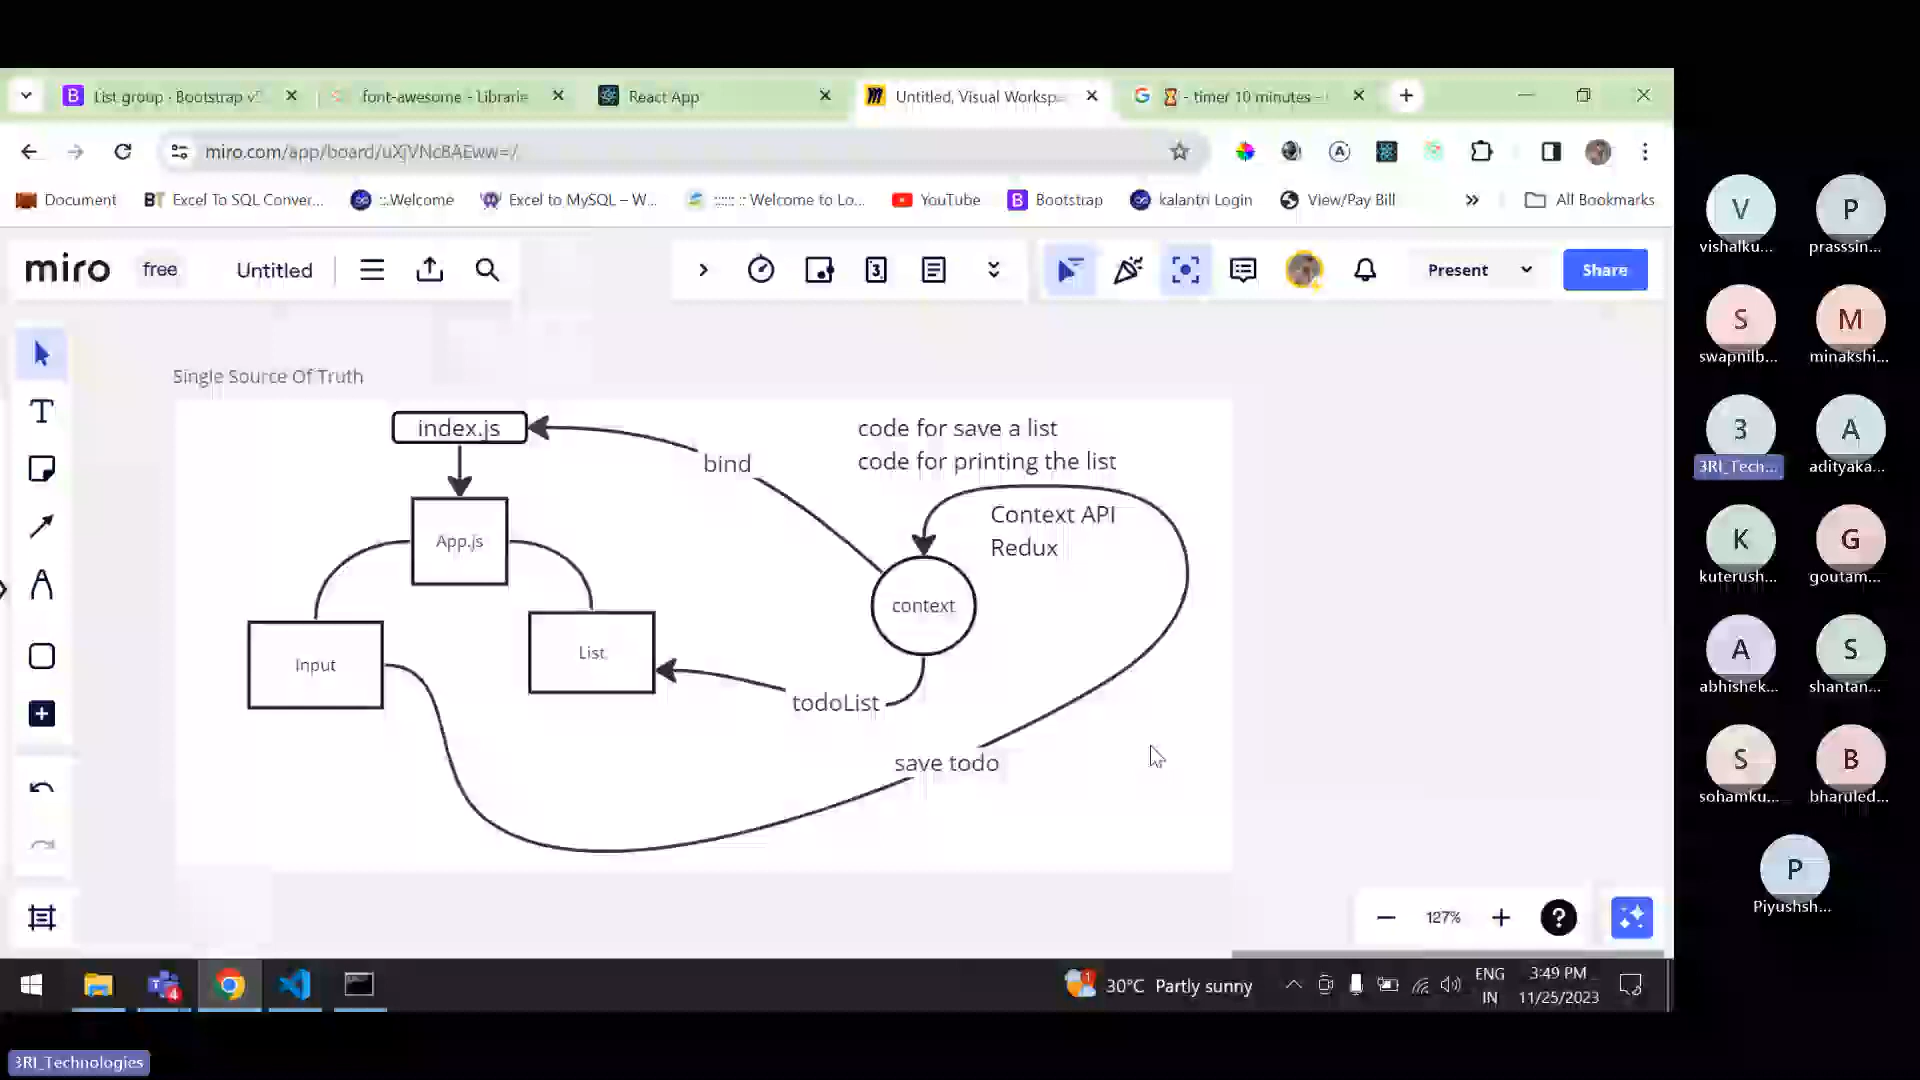 List group · Bootstrap v5
font-awesome - Librarie
React App
Untitled, Visual Worksp
- timer 10 minutes -
miro.com/app/board/uXjVNc8AEww=/
Document
Excel To SQL Conver...
::.Welcome
Excel to MySQL – W...
:::::: :: Welcome to Lo...
YouTube
Bootstrap
kalantri Login
View/Pay Bill
All Bookmarks
miro
free
Untitled
Present
Share
Single Source Of Truth
index.js
bind
code for save a list
code for printing the list
Context API
Redux
App.js
context
Input
List
todoList
save todo
127%
30°C Partly sunny
ENG
IN
3:49 PM
11/25/2023
V
vishalku...
P
prasssin...
S
swapnilb...
M
minakshi...
3
3RI_Tech...
A
adityaka...
K
kuterush...
G
goutam...
A
abhishek...
S
shantan...
S
sohamku...
B
bharuled...
P
Piyushsh...
3RI_Technologies